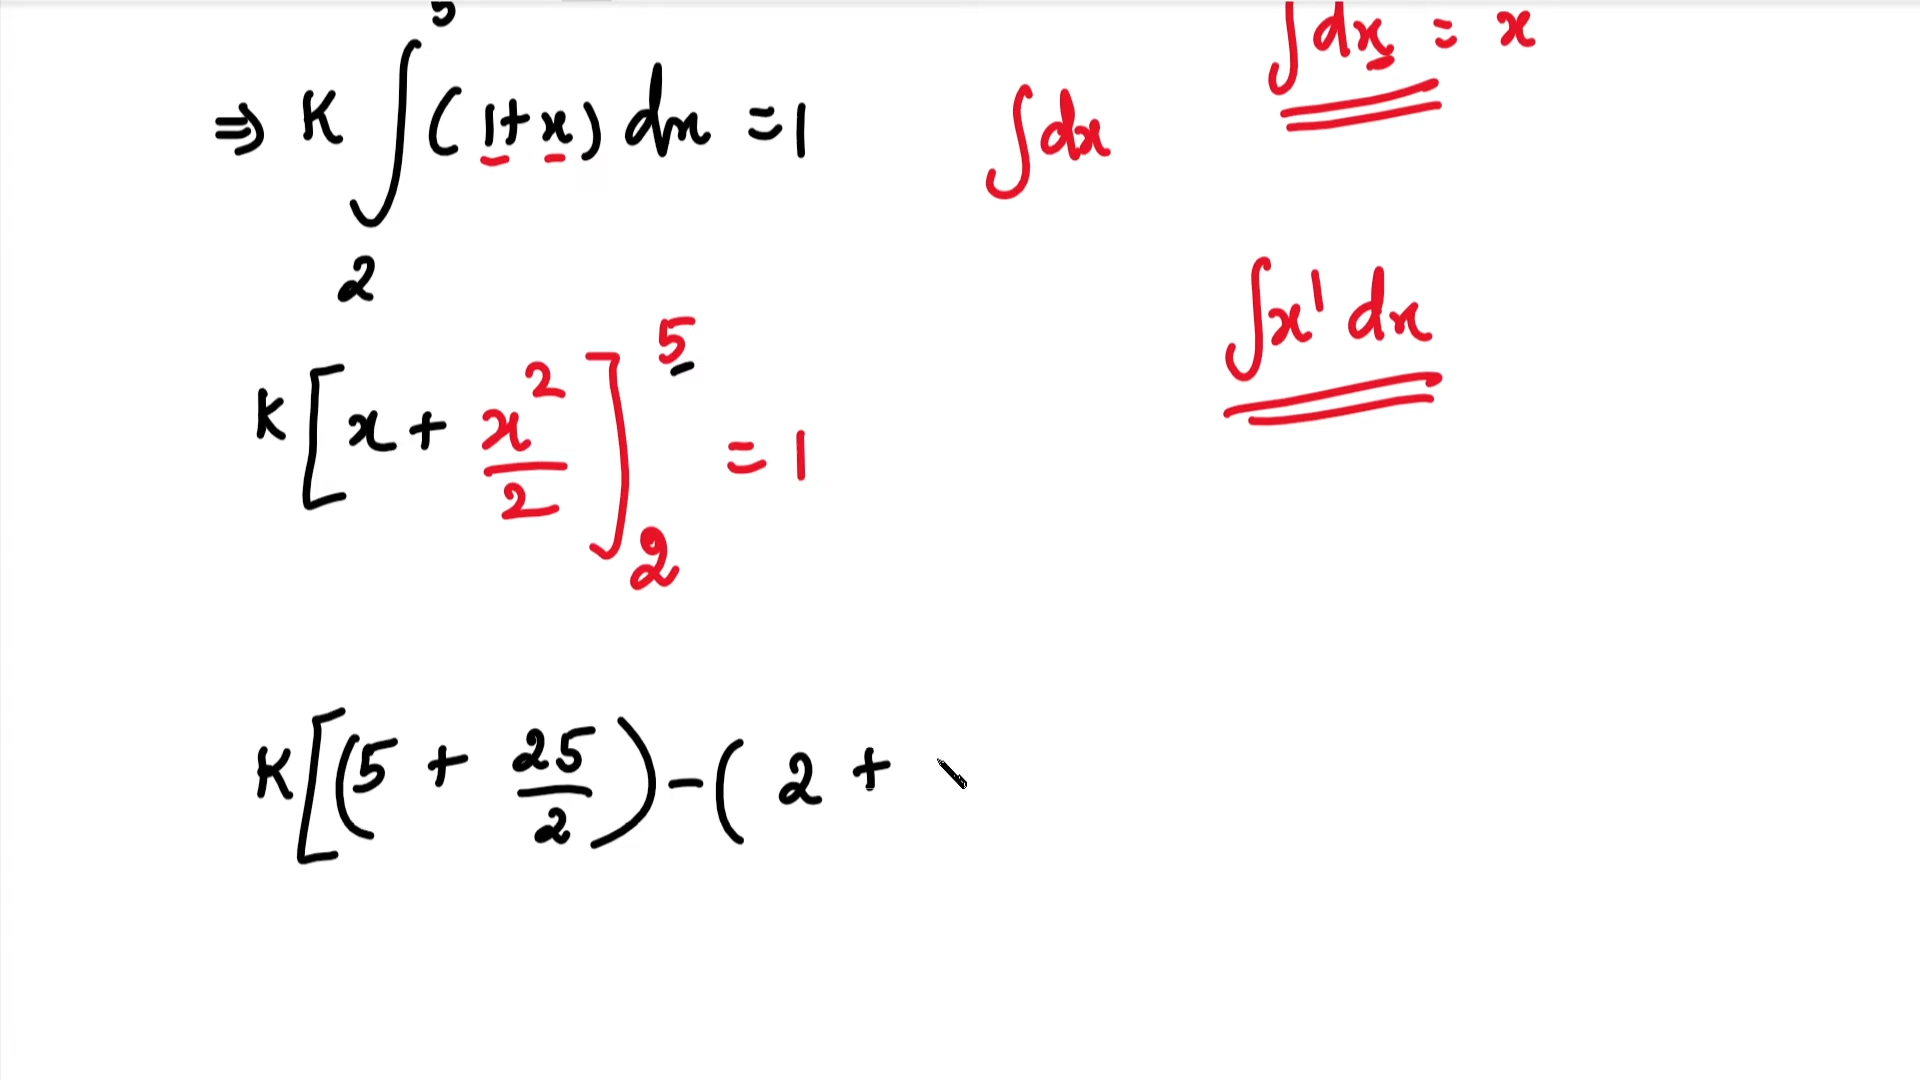 ∫dx = x
⇒ K ∫₂⁵ (1+x) dx = 1
∫dx
∫x¹ dx
K [x + x²/2]₂⁵ = 1
K [(5 + 25/2) - ( 2 +